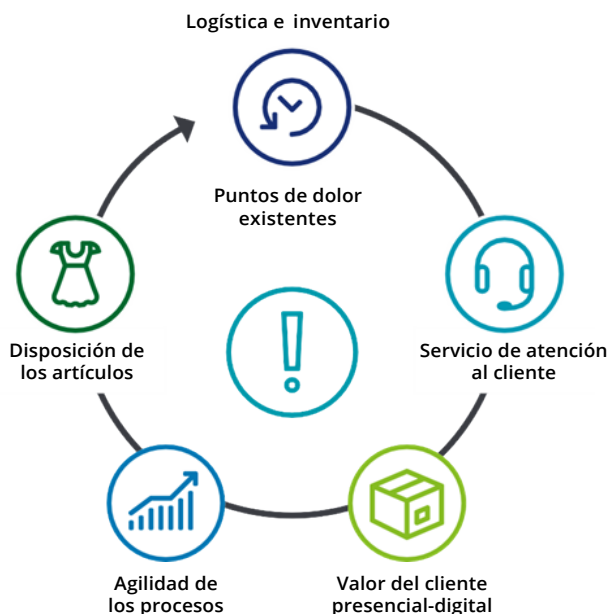 Logística e inventario
Puntos de dolor
existentes
Servicio de atención
al cliente
Valor del cliente
presencial-digital
Agilidad de
los procesos
Disposición de
los artículos